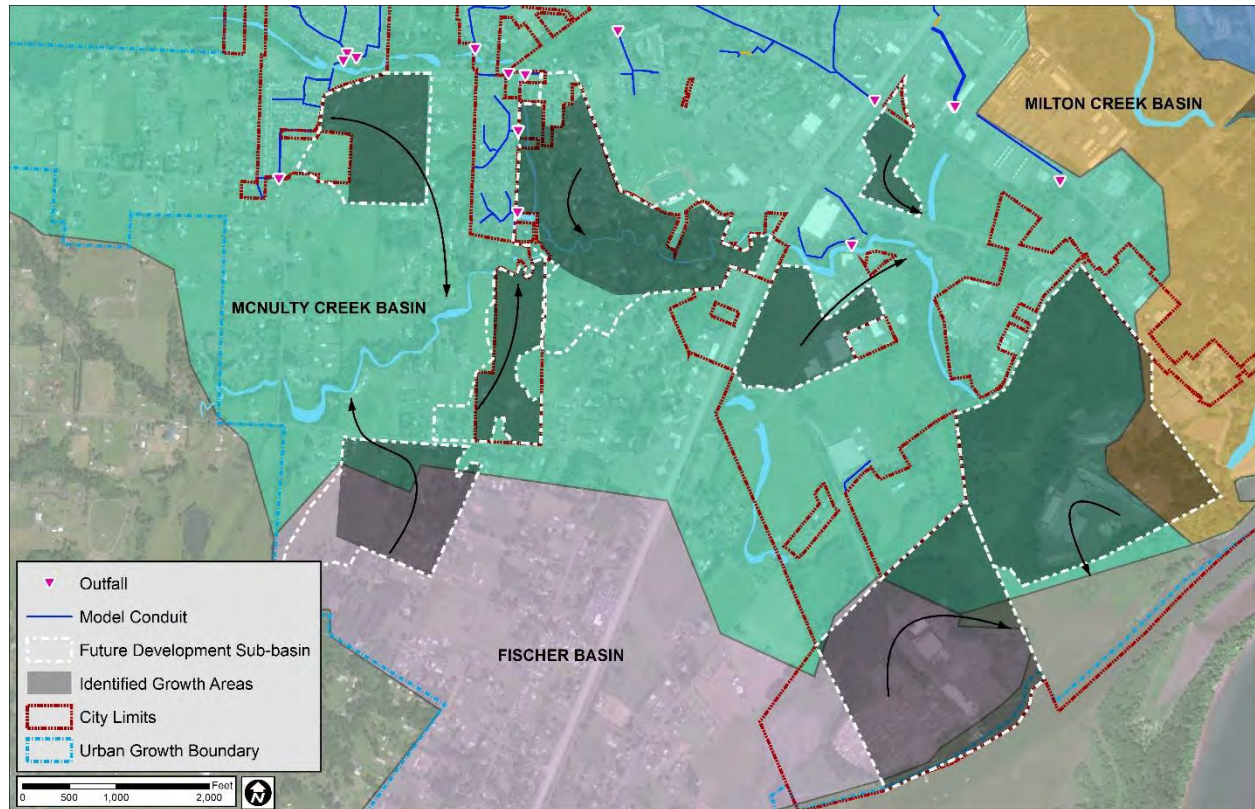 MILTON CREEK BASIN
MCNULTY CREEK BASIN
FISCHER BASIN
Outfall
Model Conduit
Future Development Sub-basin
Identified Growth Areas
City Limits
Urban Growth Boundary
Feet
0 500 1,000 2,000
N